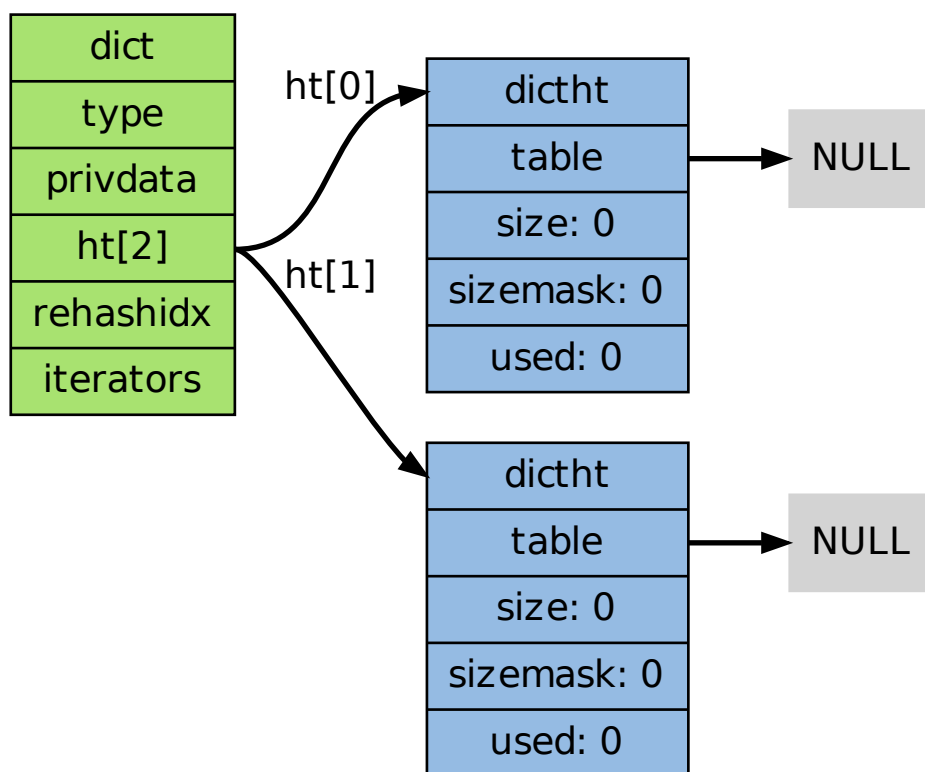 dict
type
privdata
ht[2]
rehashidx
iterators
ht[0]
ht[1]
dictht
table
size: 0
sizemask: 0
used: 0
NULL
dictht
table
size: 0
sizemask: 0
used: 0
NULL